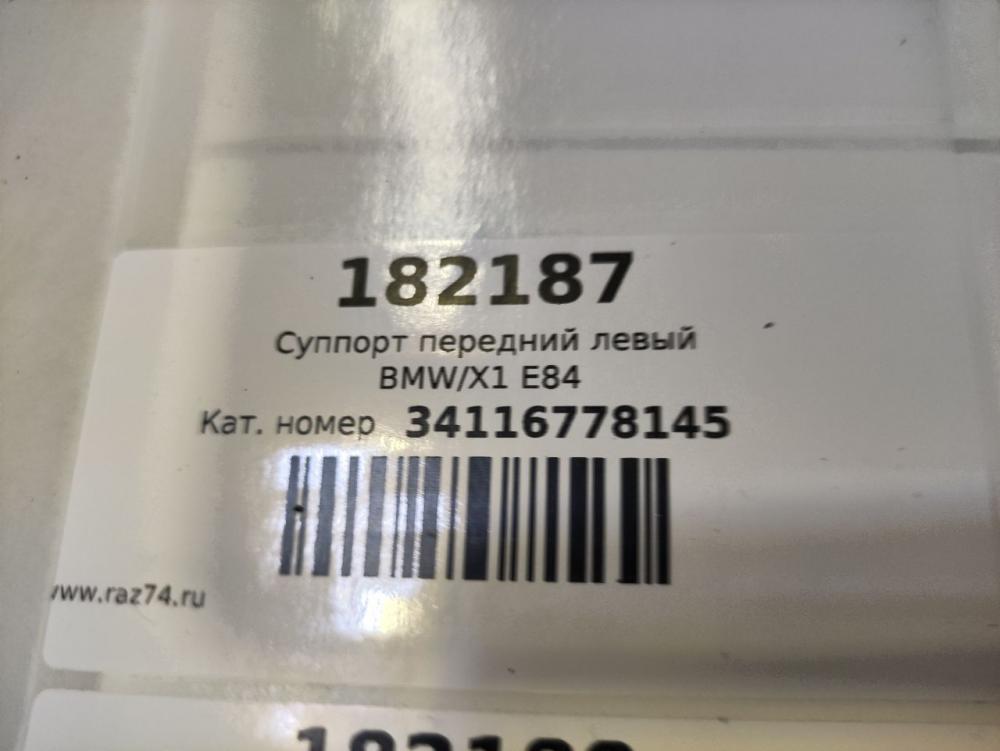 182187
Суппорт передний левый
BMW/X1 E84
Кат. номер 34116778145
www.raz74.ru